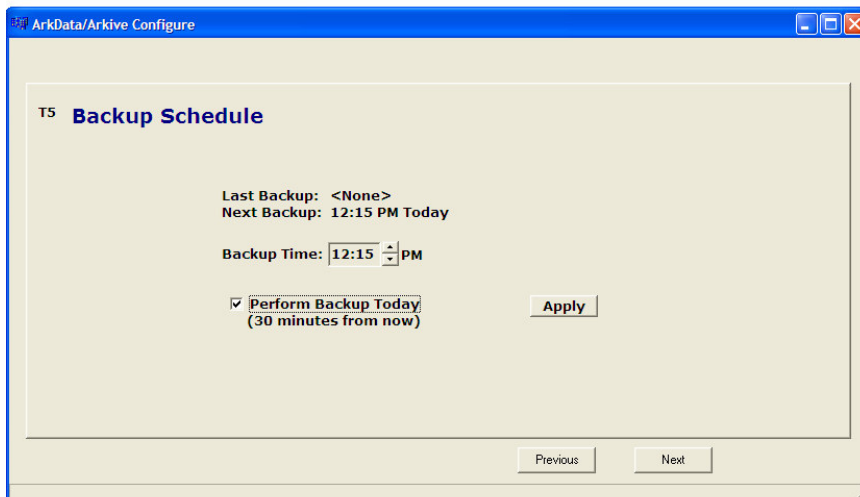 ArkData/Arkive Configure
T5 Backup Schedule
Last Backup: <None>
Next Backup: 12:15 PM Today
Backup Time: 12:15 PM
Perform Backup Today
(30 minutes from now)
Apply
Previous Next